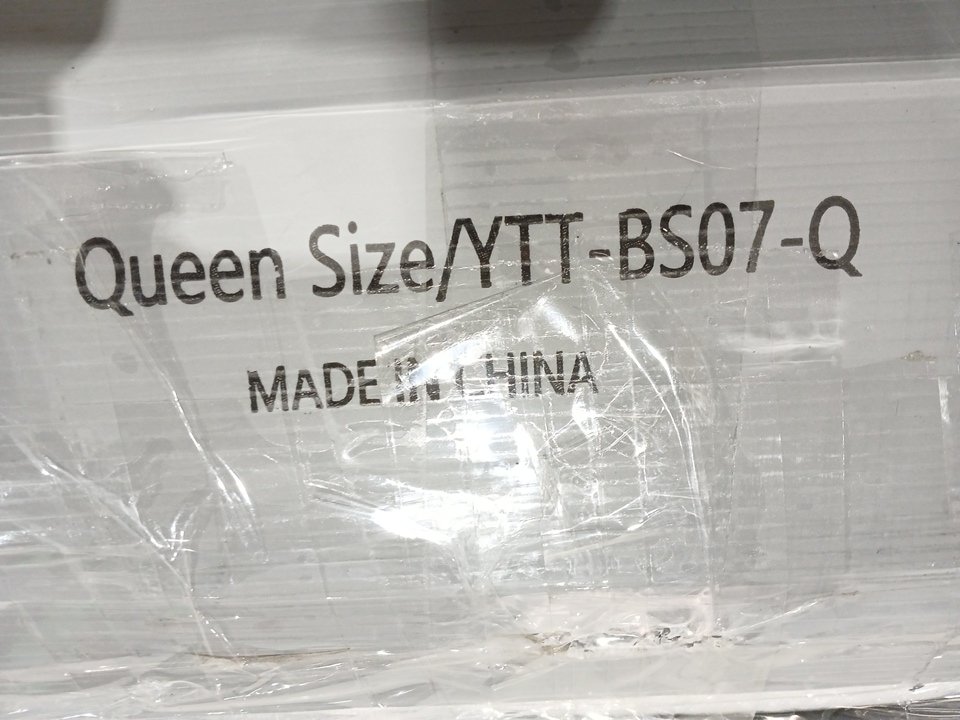 Queen Size/YTT-BS07-Q
MADE IN CHINA